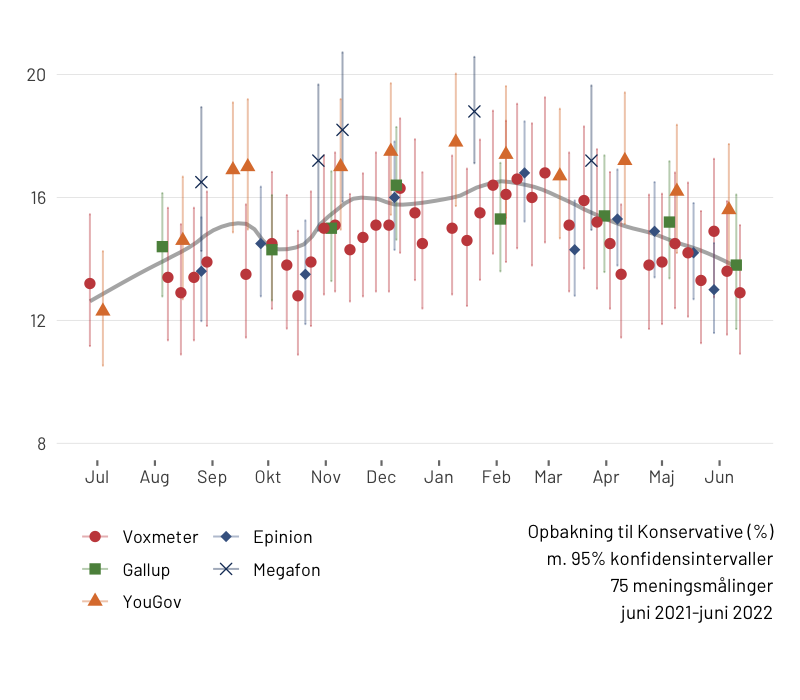 20
16
12
8
Jul Aug Sep Okt Nov Dec Jan Feb Mar Apr Maj Jun
Voxmeter Epinion
Gallup Megafon
YouGov
Opbakning til Konservative (%)
m. 95% konfidensintervaller
75 meningsmålinger
juni 2021-juni 2022